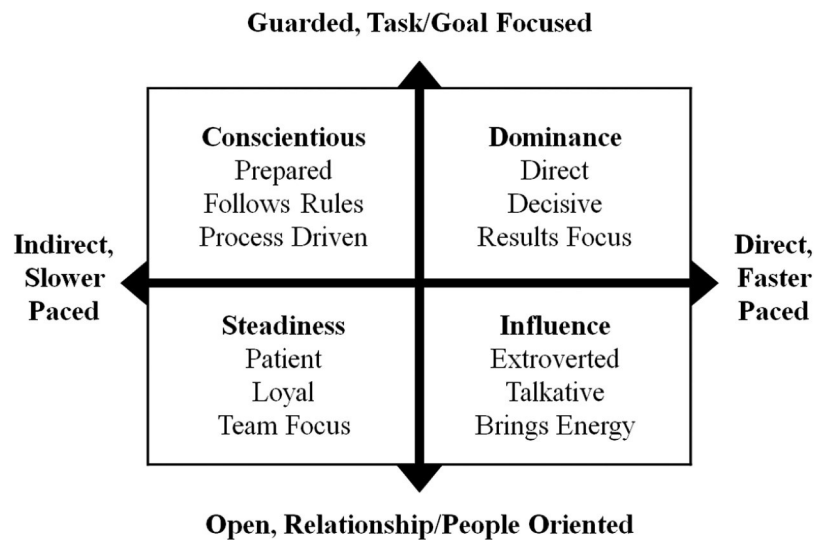 Guarded, Task/Goal Focused
Conscientious
Prepared
Follows Rules
Process Driven
Dominance
Direct
Decisive
Results Focus
Indirect,
Slower
Paced
Direct,
Faster
Paced
Steadiness
Patient
Loyal
Team Focus
Influence
Extroverted
Talkative
Brings Energy
Open, Relationship/People Oriented